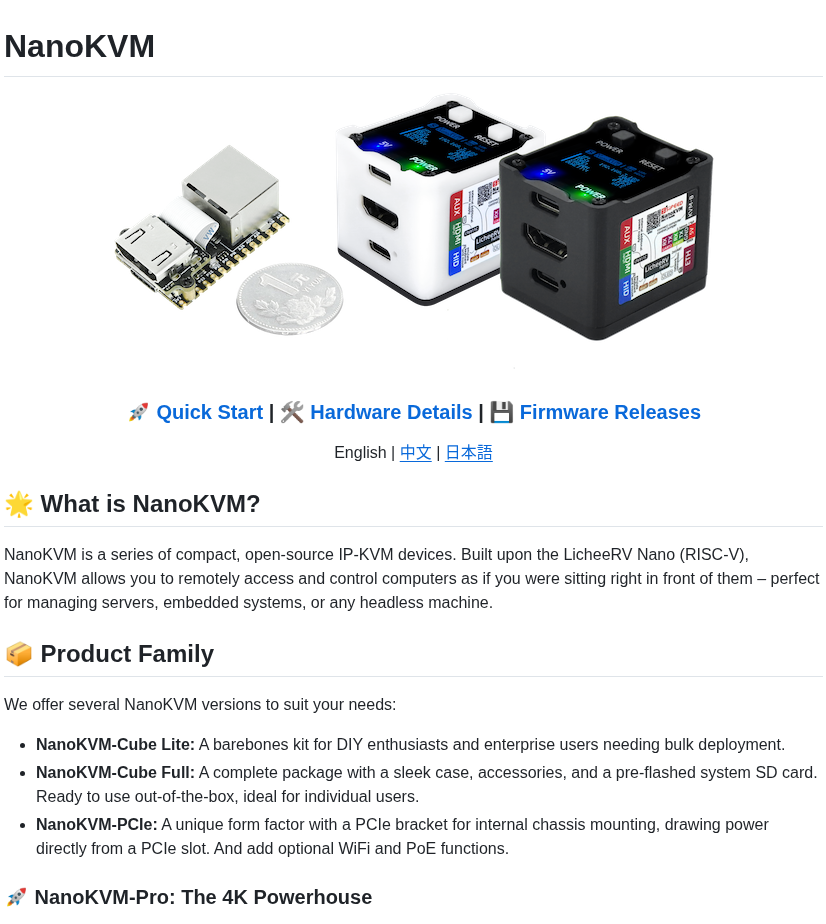 NanoKVM
POWER
RESET
5V
POWER
AUX
HDMI
HID
LicheeRV
POWER
RESET
5V
POWER
AUX
HDMI
HID
NanoKVM
LicheeRV
🚀 Quick Start | 🛠️ Hardware Details | 💾 Firmware Releases
English | 中文 | 日本語
🌟 What is NanoKVM?
NanoKVM is a series of compact, open-source IP-KVM devices. Built upon the LicheeRV Nano (RISC-V),
NanoKVM allows you to remotely access and control computers as if you were sitting right in front of them – perfect
for managing servers, embedded systems, or any headless machine.
📦 Product Family
We offer several NanoKVM versions to suit your needs:
• NanoKVM-Cube Lite: A barebones kit for DIY enthusiasts and enterprise users needing bulk deployment.
• NanoKVM-Cube Full: A complete package with a sleek case, accessories, and a pre-flashed system SD card.
Ready to use out-of-the-box, ideal for individual users.
• NanoKVM-PCIe: A unique form factor with a PCIe bracket for internal chassis mounting, drawing power
directly from a PCIe slot. And add optional WiFi and PoE functions.
🚀 NanoKVM-Pro: The 4K Powerhouse